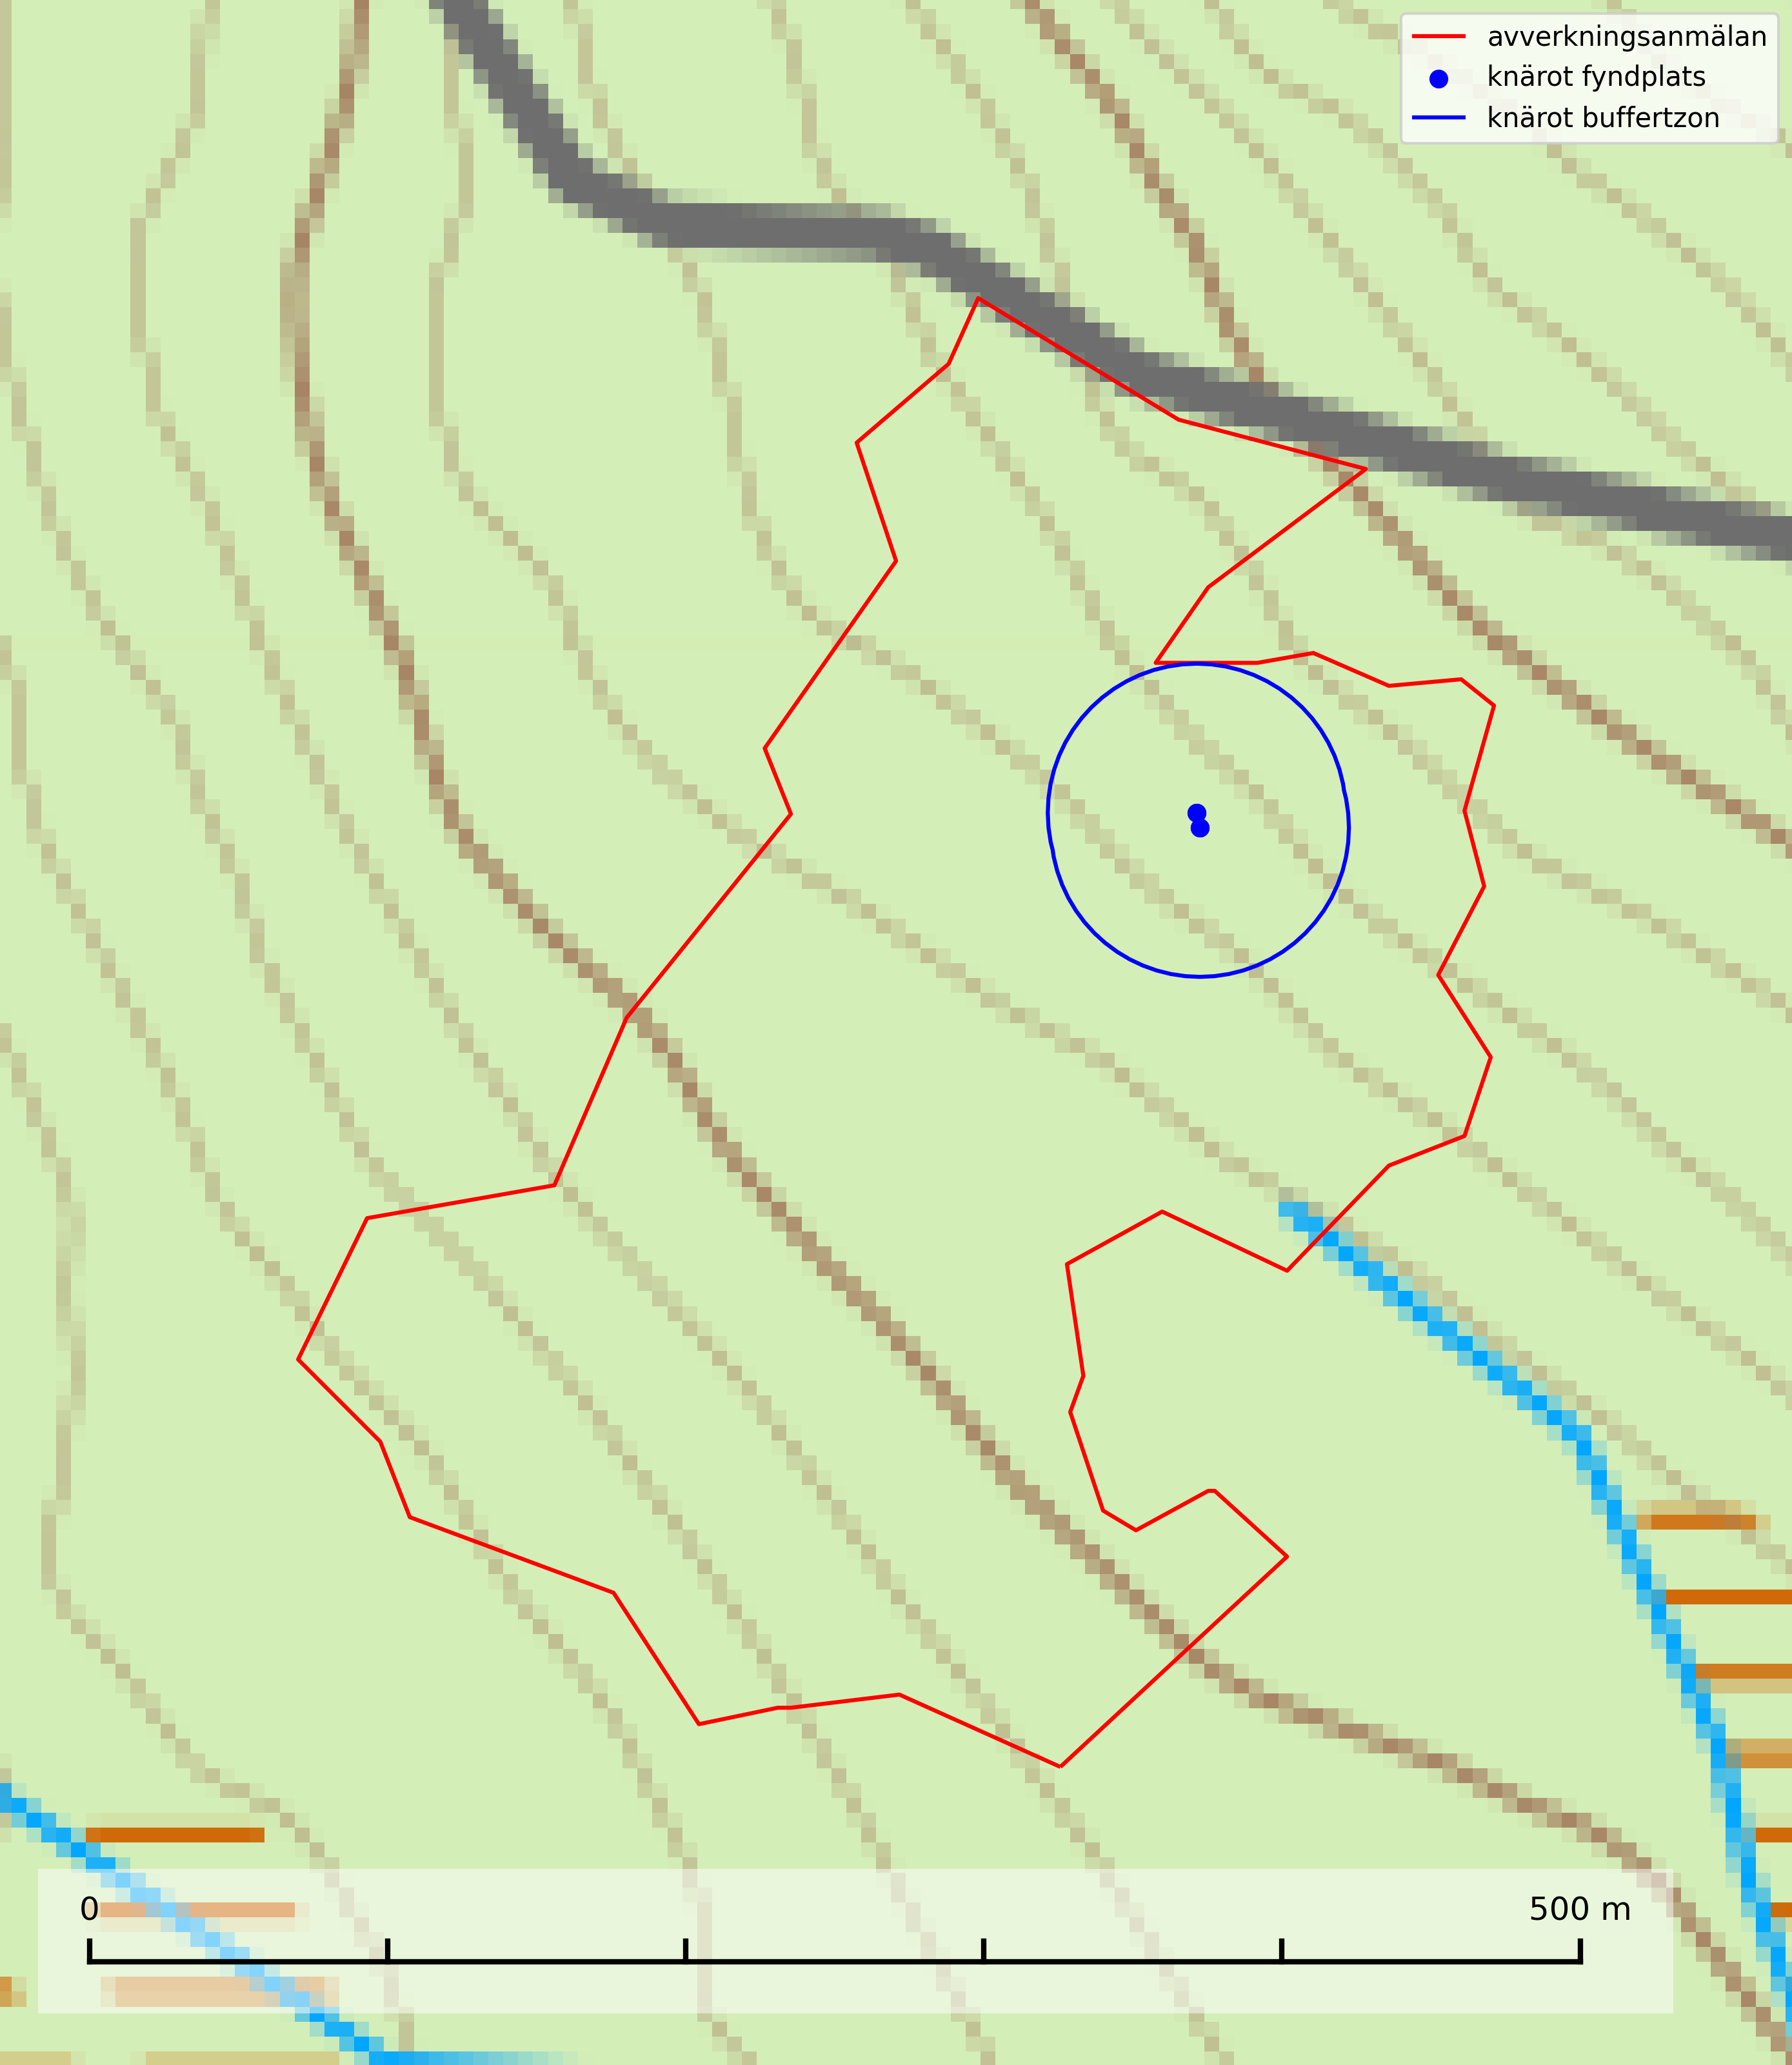 avverkningsanmälan
knärot fyndplats
knärot buffertzon
0 500 m